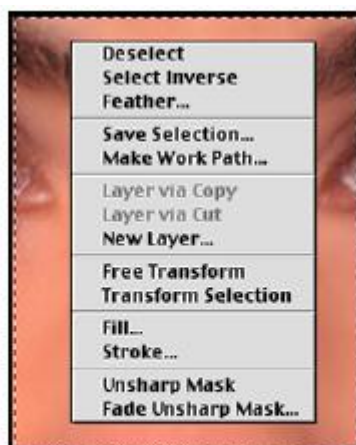 Deselect
Select Inverse
Feather...
Save Selection...
Make Work Path...
Layer via Copy
Layer via Cut
New Layer...
Free Transform
Transform Selection
Fill...
Stroke...
Unsharp Mask
Fade Unsharp Mask...